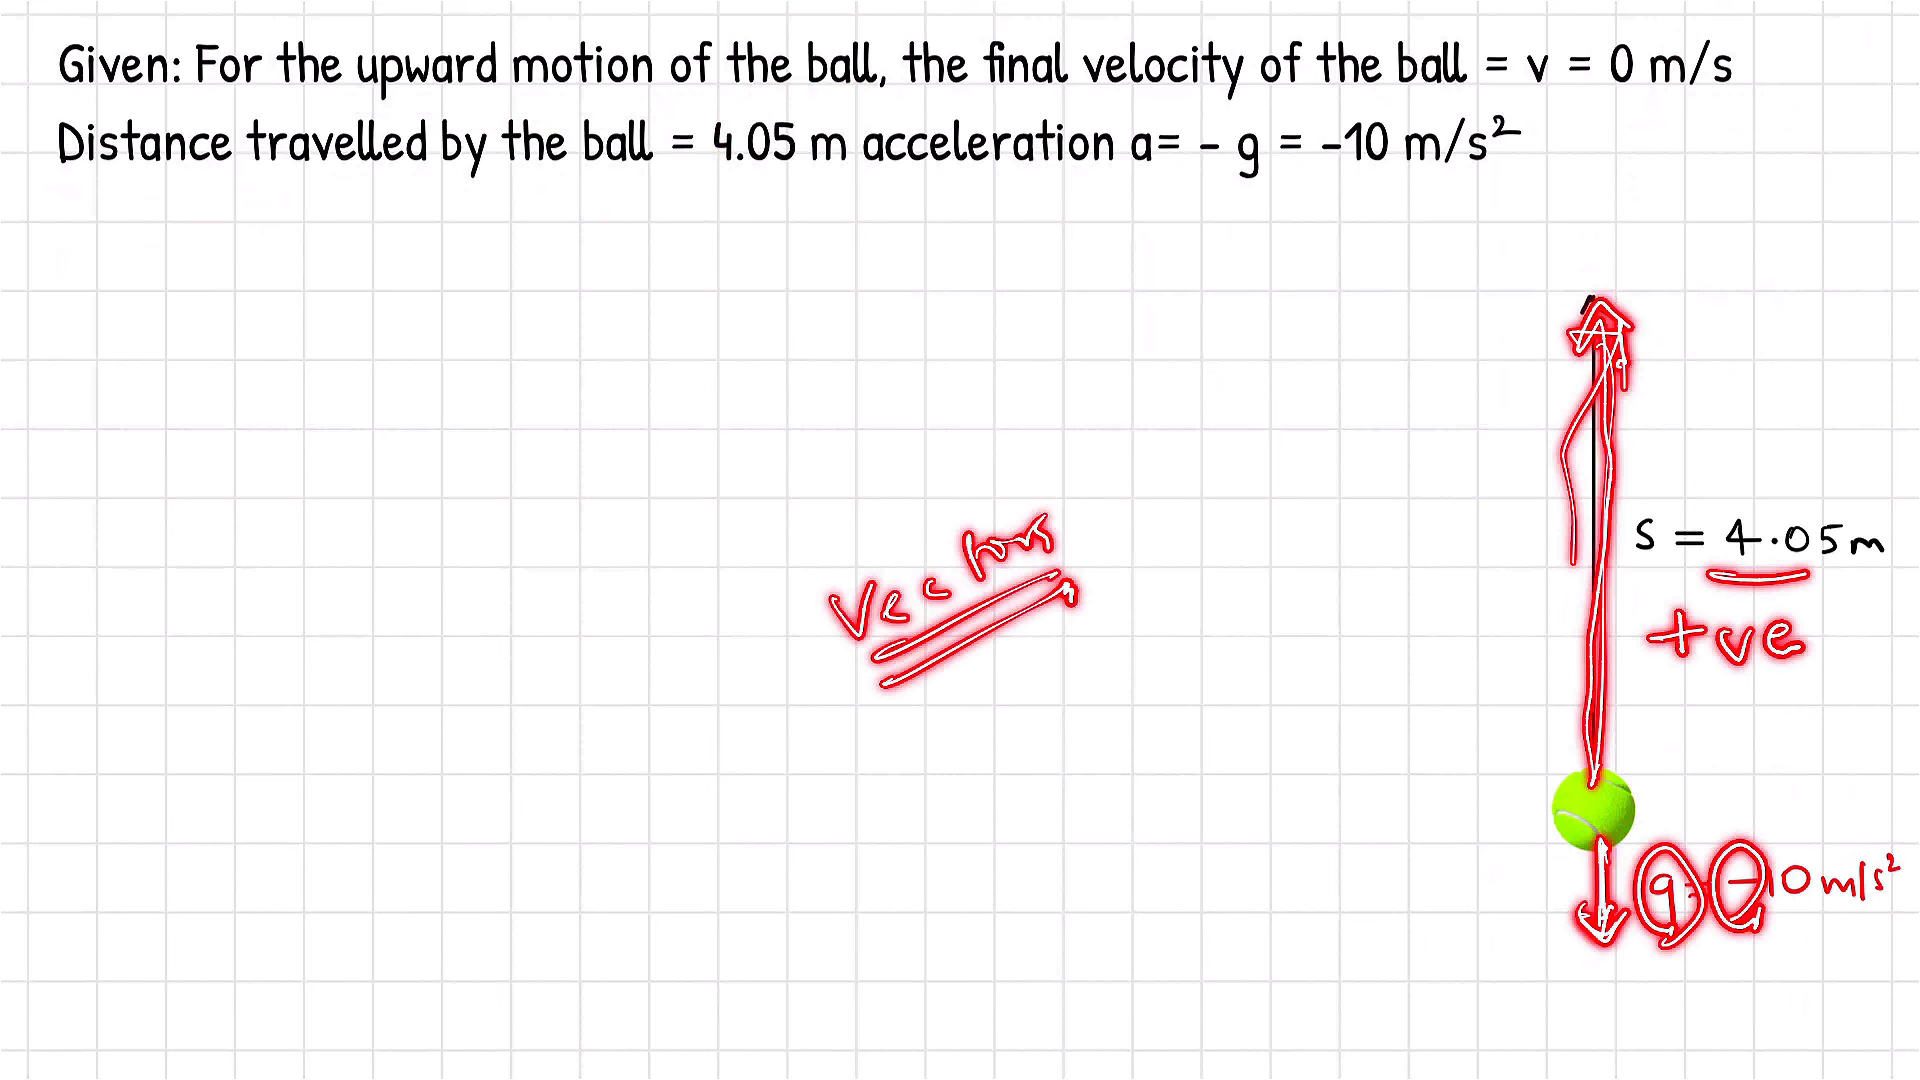 Given: For the upward motion of the ball, the final velocity of the ball = v = 0 m/s
Distance travelled by the ball = 4.05 m acceleration a= - g = -10 m/s²
s = 4.05m
+ve
Vectors
g = -10 m/s²